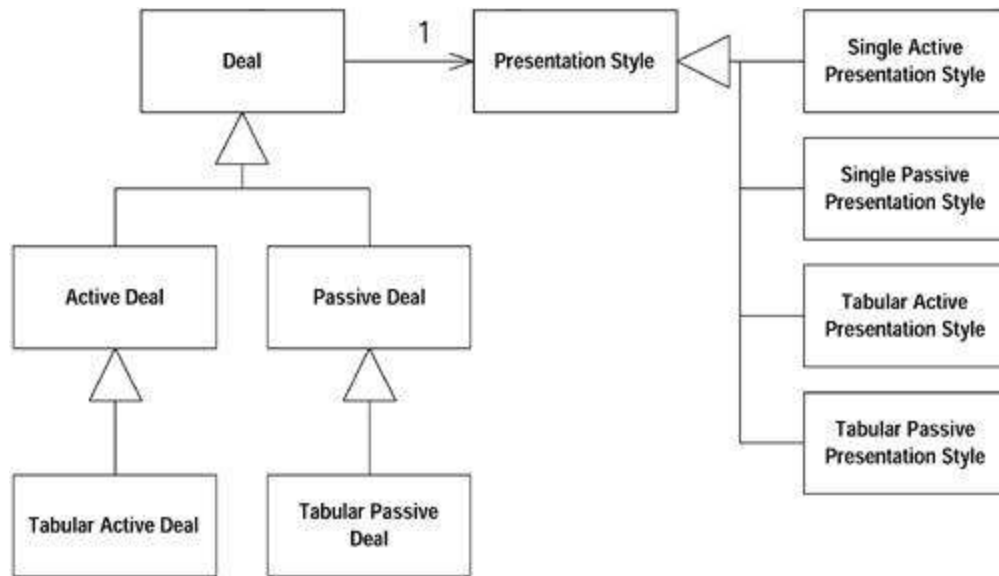 1
Deal
Presentation Style
Single Active
Presentation Style
Single Passive
Presentation Style
Active Deal
Passive Deal
Tabular Active
Presentation Style
Tabular Passive
Presentation Style
Tabular Active Deal
Tabular Passive
Deal